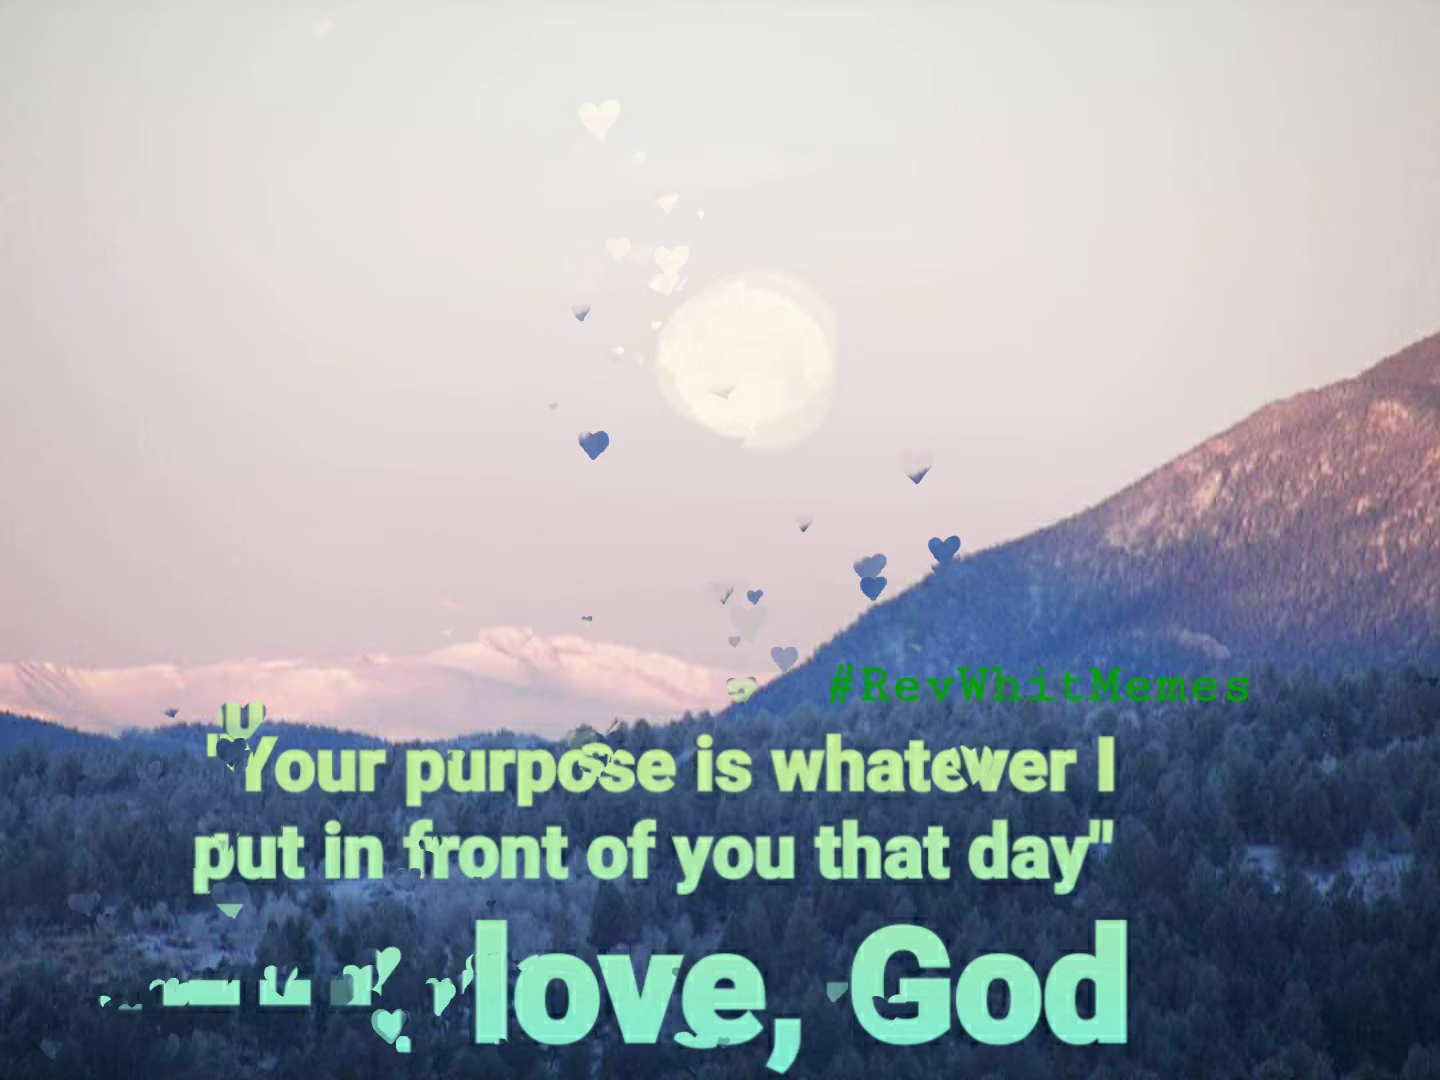 #RevWhitMemes
"Your purpose is whatever I
put in front of you that day"
love, God